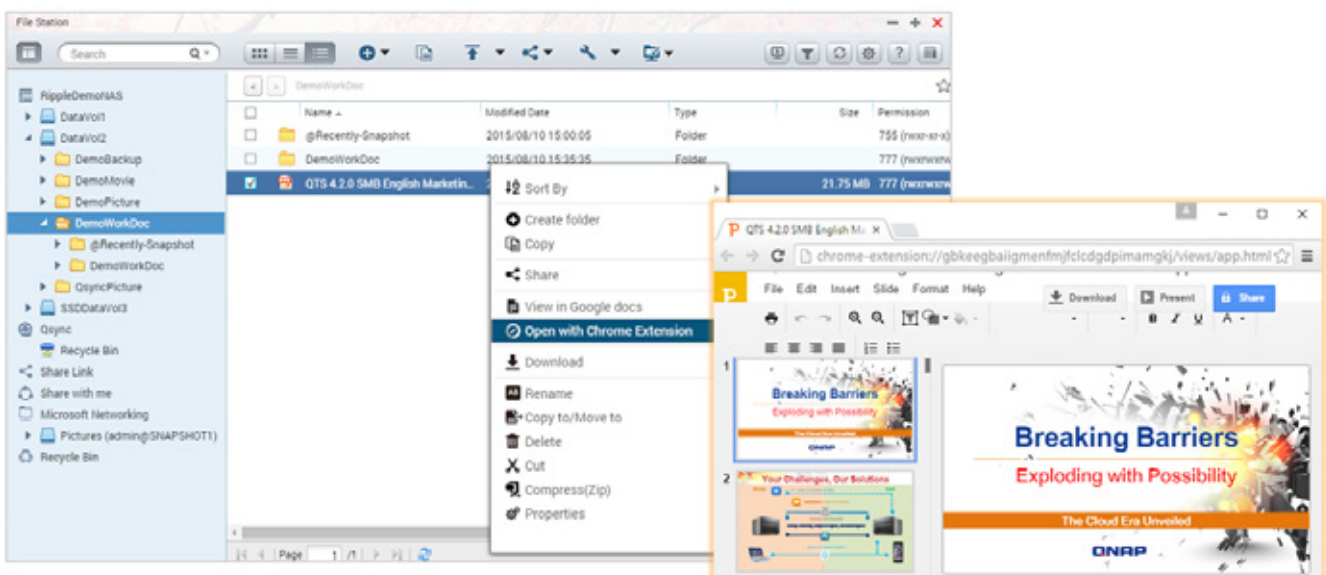 File Station
Search
RippleDemoNAS
DataVol1
DataVol2
DemoBackup
DemoMovie
DemoPicture
DemoWorkDoc
@Recently-Snapshot
DemoWorkDoc
QsyncPicture
SSDDataVol3
Qsync
Recycle Bin
Share Link
Share with me
Microsoft Networking
Pictures (admin@SNAPSHOT1)
Recycle Bin
DemoWorkDoc
Name Modified Date Type Size Permission
@Recently-Snapshot 2015/08/10 15:00:05 Folder 755 (rwxr-xr-x)
DemoWorkDoc 2015/08/10 15:35:35 Folder 777 (rwxrwxrw
QTS 4.2.0 SMB English Marketin... 21.75 MB 777 (rwxrwxrw
Page 1 /1
Sort By
Create folder
Copy
Share
View in Google docs
Open with Chrome Extension
Download
Rename
Copy to/Move to
Delete
Cut
Compress(Zip)
Properties
QTS 4.2.0 SMB English Ma
chrome-extension://gbkeegbaiigmenfmjfclcdgdpimamgkj/views/app.html
File Edit Insert Slide Format Help
Download Present Share
B I U A
1
Breaking Barriers
Exploding with Possibility
The Cloud Era Unveiled
QNAP
2
Your Challenges, Our Solutions
Breaking Barriers
Exploding with Possibility
The Cloud Era Unveiled
QNAP